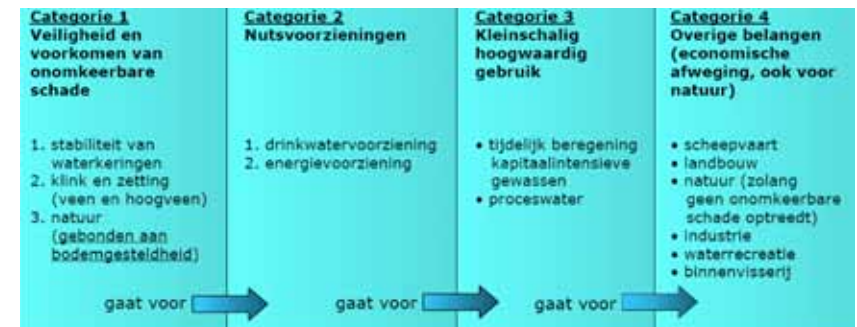 Categorie 1
Veiligheid en
voorkomen van
onomkeerbare
schade
1. stabiliteit van
waterkeringen
2. klink en zetting
(veen en hoogveen)
3. natuur
(gebonden aan
bodemgesteldheid)
gaat voor
Categorie 2
Nutsvoorzieningen
1. drinkwatervoorziening
2. energievoorziening
gaat voor
Categorie 3
Kleinschalig
hoogwaardig
gebruik
• tijdelijk beregening
kapitaalintensieve
gewassen
• proceswater
gaat voor
Categorie 4
Overige belangen
(economische
afweging, ook voor
natuur)
• scheepvaart
• landbouw
• natuur (zolang
geen onomkeerbare
schade optreedt)
• industrie
• waterrecreatie
• binnenvisserij